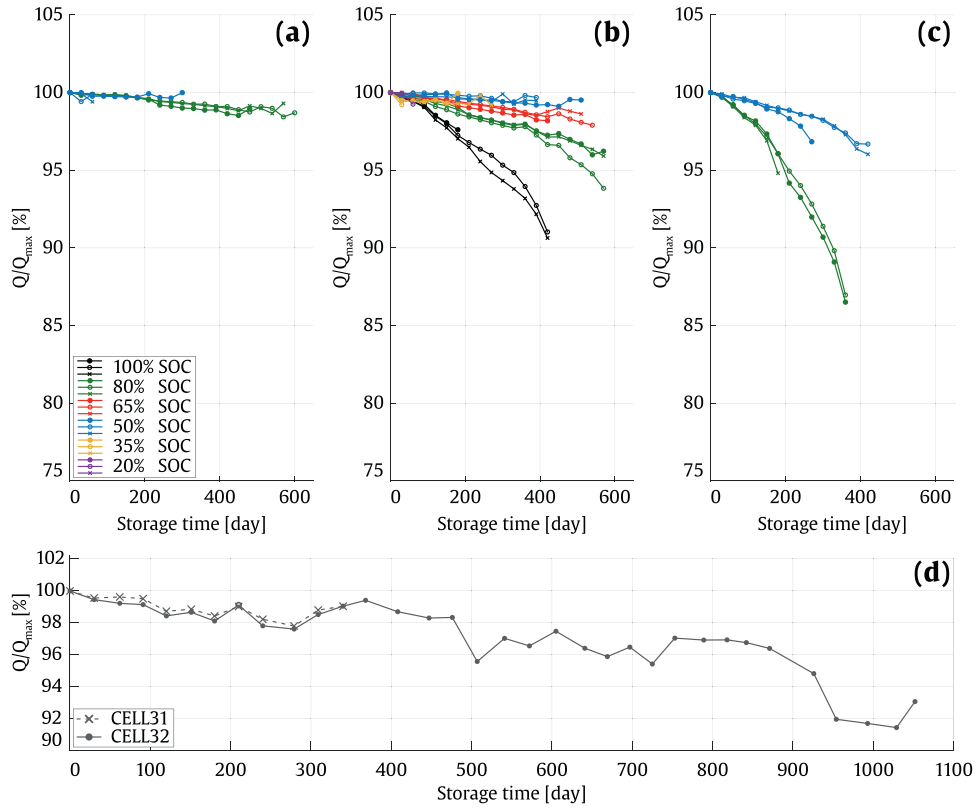 (a)
105
100
95
90
85
80
75
Q/Qmax [%]
0 200 400 600
Storage time [day]
100% SOC
80% SOC
65% SOC
50% SOC
35% SOC
20% SOC
(b)
105
100
95
90
85
80
75
Q/Qmax [%]
0 200 400 600
Storage time [day]
(c)
105
100
95
90
85
80
75
Q/Qmax [%]
0 200 400 600
Storage time [day]
(d)
102
100
98
96
94
92
90
Q/Qmax [%]
CELL31
CELL32
0 100 200 300 400 500 600 700 800 900 1000 1100
Storage time [day]